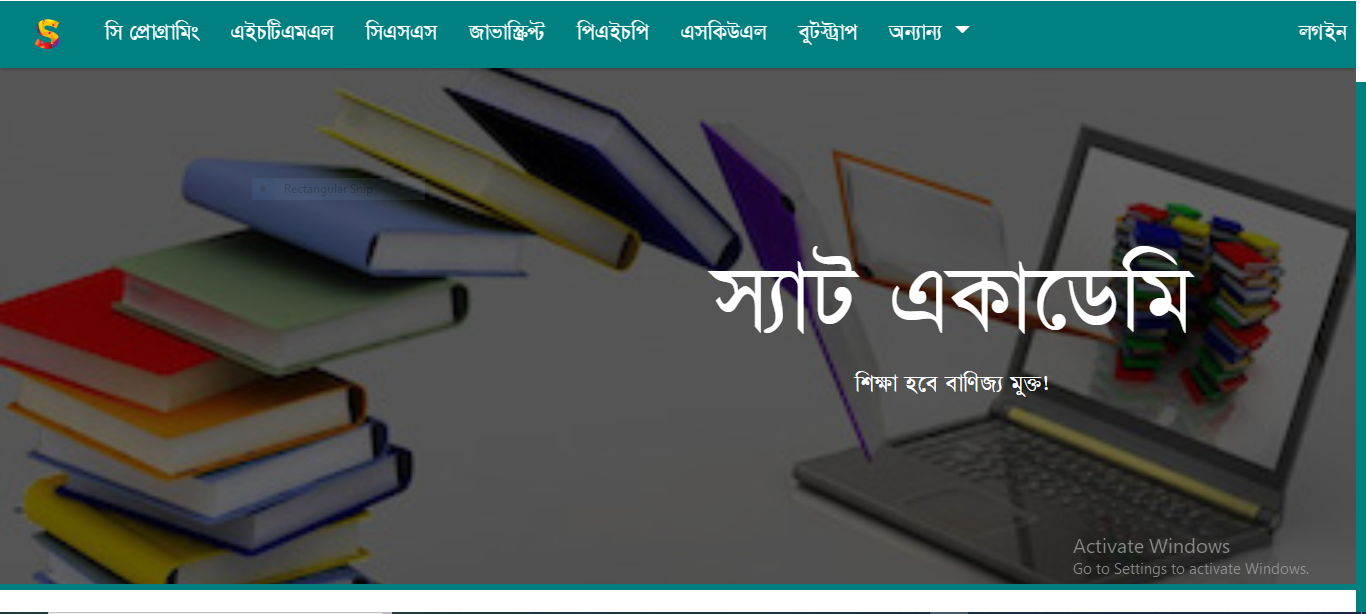 সি প্রোগ্রামিং এইচটিএমএল সিএসএস জাভাস্ক্রিপ্ট পিএইচপি এসকিউএল বুটস্ট্রাপ অন্যান্য লগইন
Rectangular Snip
স্যাট একাডেমি
শিক্ষা হবে বাণিজ্য মুক্ত!
Activate Windows
Go to Settings to activate Windows.